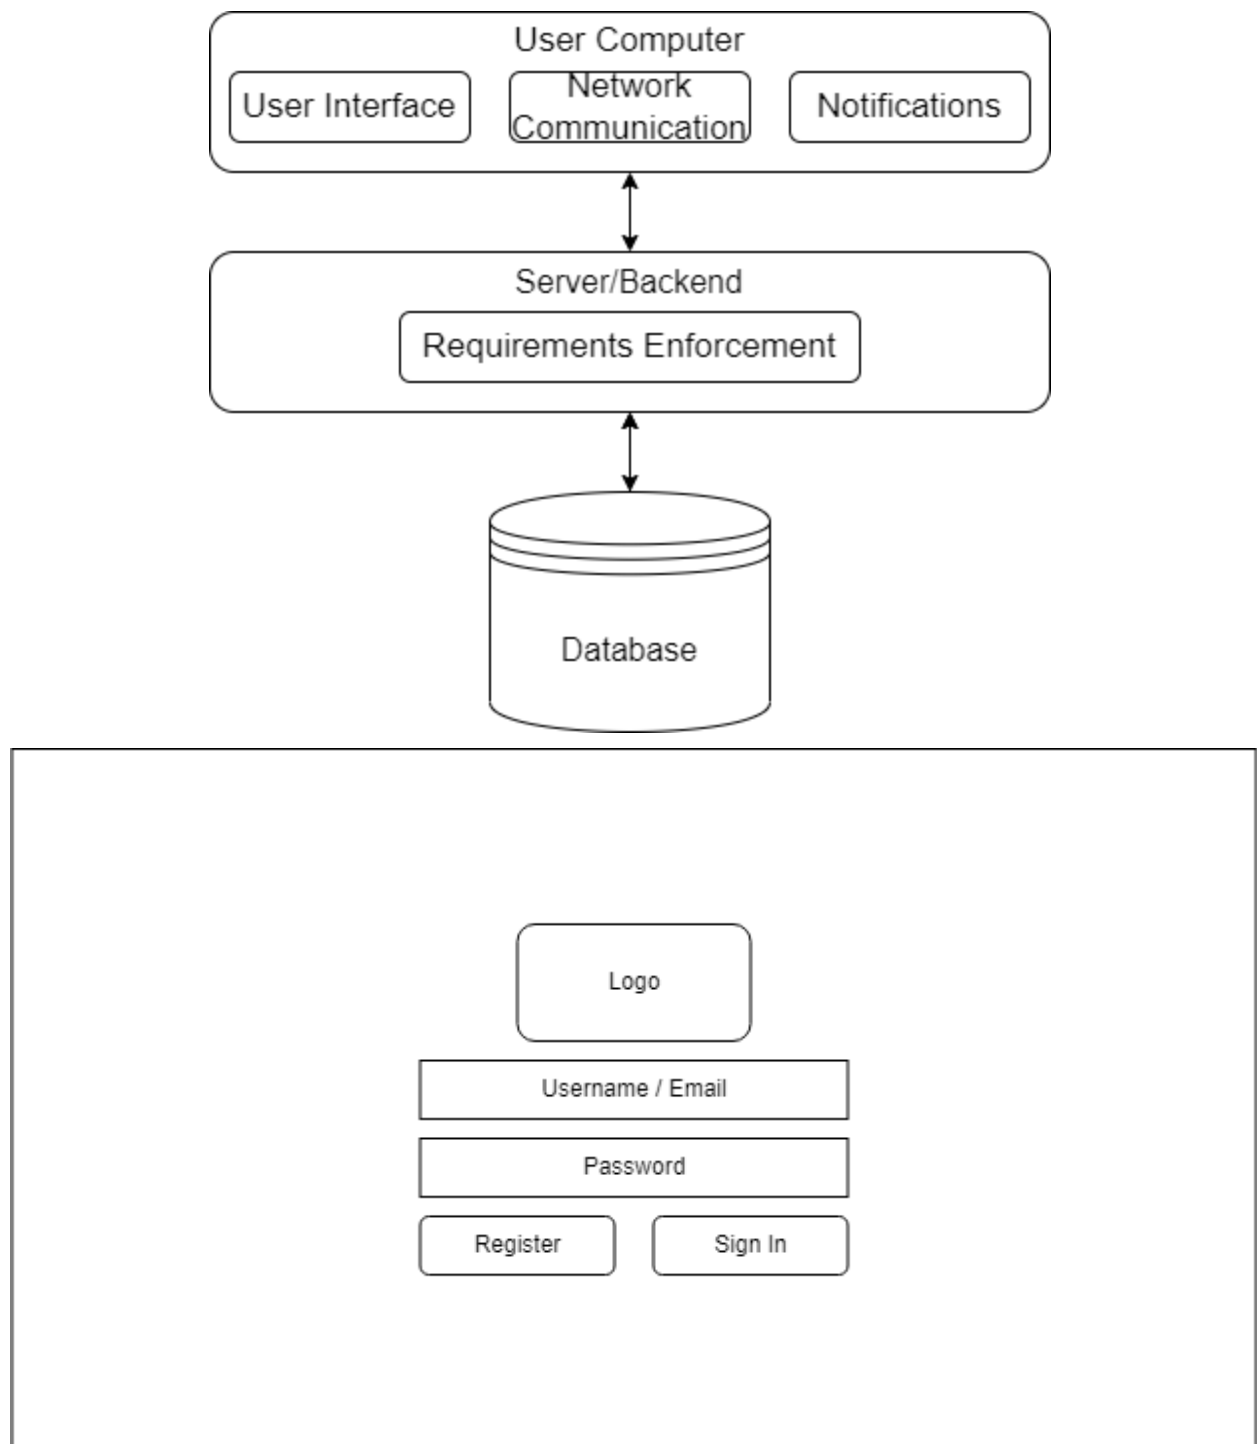 User Computer
User Interface
Network
Communication
Notifications
Server/Backend
Requirements Enforcement
Database
Logo
Username / Email
Password
Register
Sign In